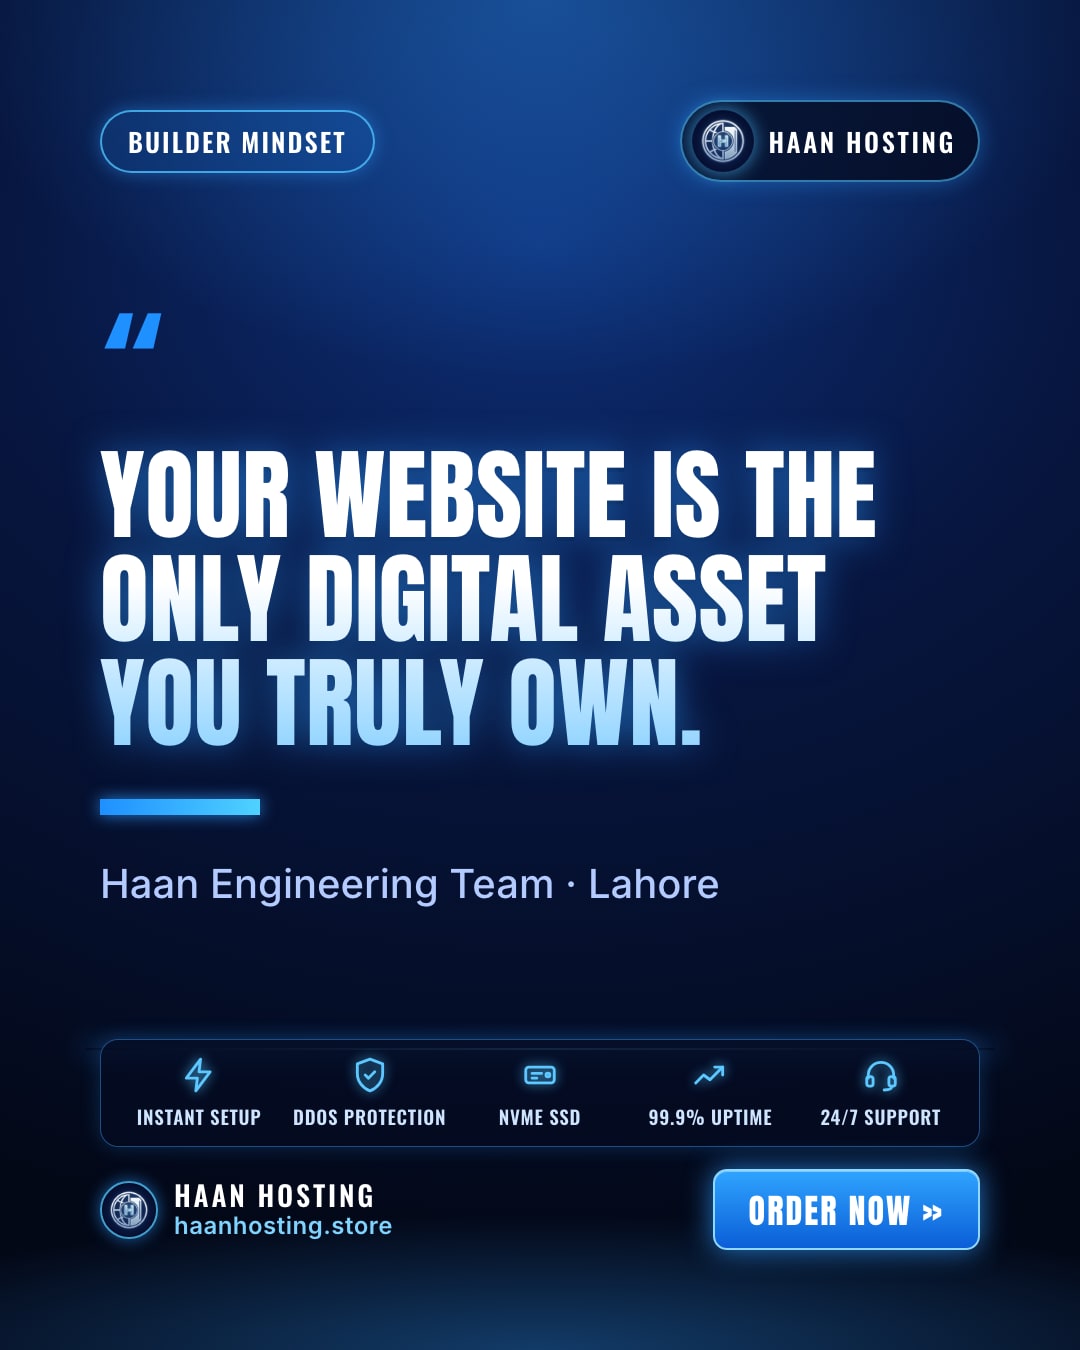 BUILDER MINDSET
HAAN HOSTING
“
YOUR WEBSITE IS THE
ONLY DIGITAL ASSET
YOU TRULY OWN.
Haan Engineering Team · Lahore
INSTANT SETUP
DDOS PROTECTION
NVME SSD
99.9% UPTIME
24/7 SUPPORT
HAAN HOSTING
haanhosting.store
ORDER NOW »